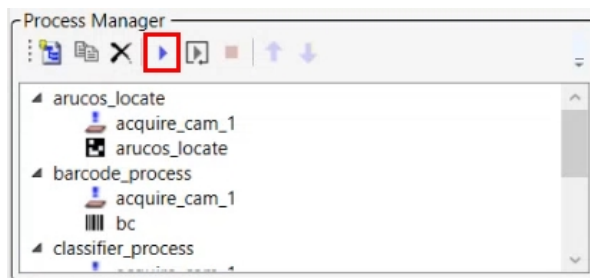 Process Manager
arucos_locate
acquire_cam_1
arucos_locate
barcode_process
acquire_cam_1
bc
classifier_process